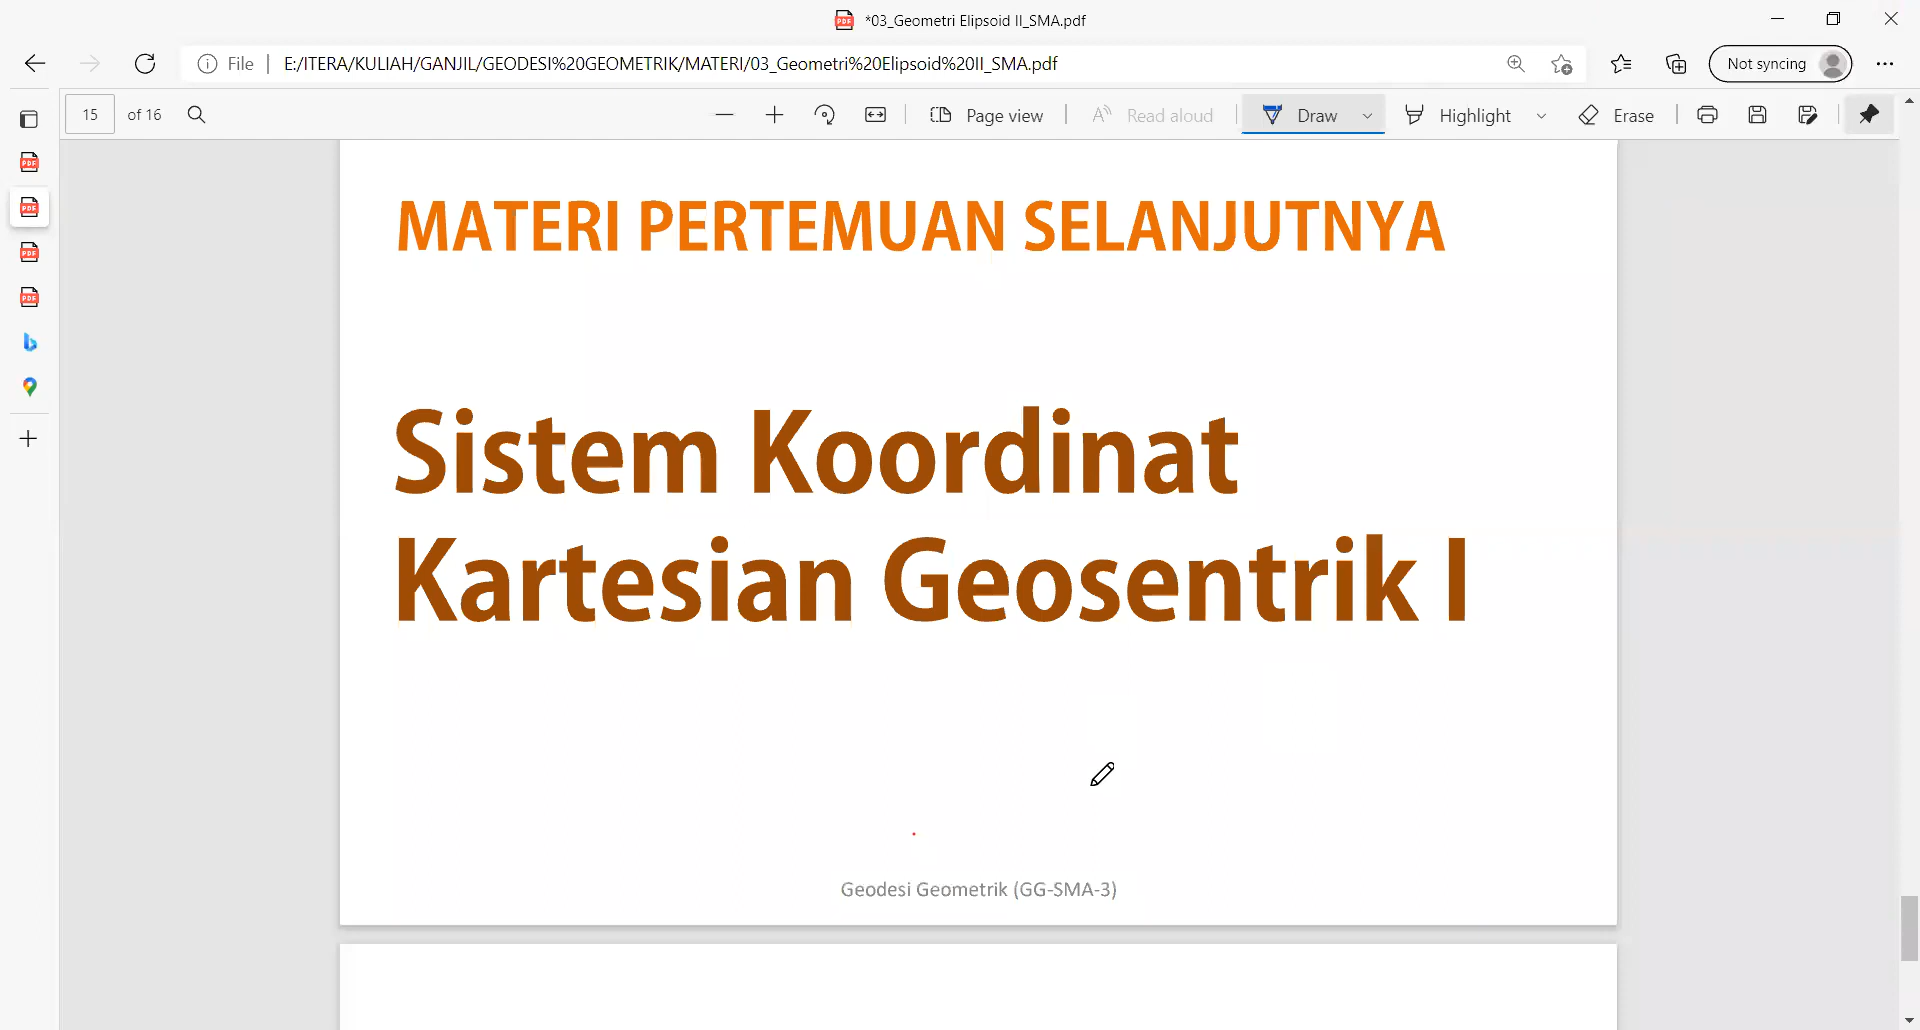 *03_Geometri Elipsoid II_SMA.pdf
File | E:/ITERA/KULIAH/GANJIL/GEODESI%20GEOMETRIK/MATERI/03_Geometri%20Elipsoid%20II_SMA.pdf
Not syncing
15 of 16
Page view
Read aloud
Draw
Highlight
Erase
MATERI PERTEMUAN SELANJUTNYA
Sistem Koordinat
Kartesian Geosentrik I
Geodesi Geometrik (GG-SMA-3)